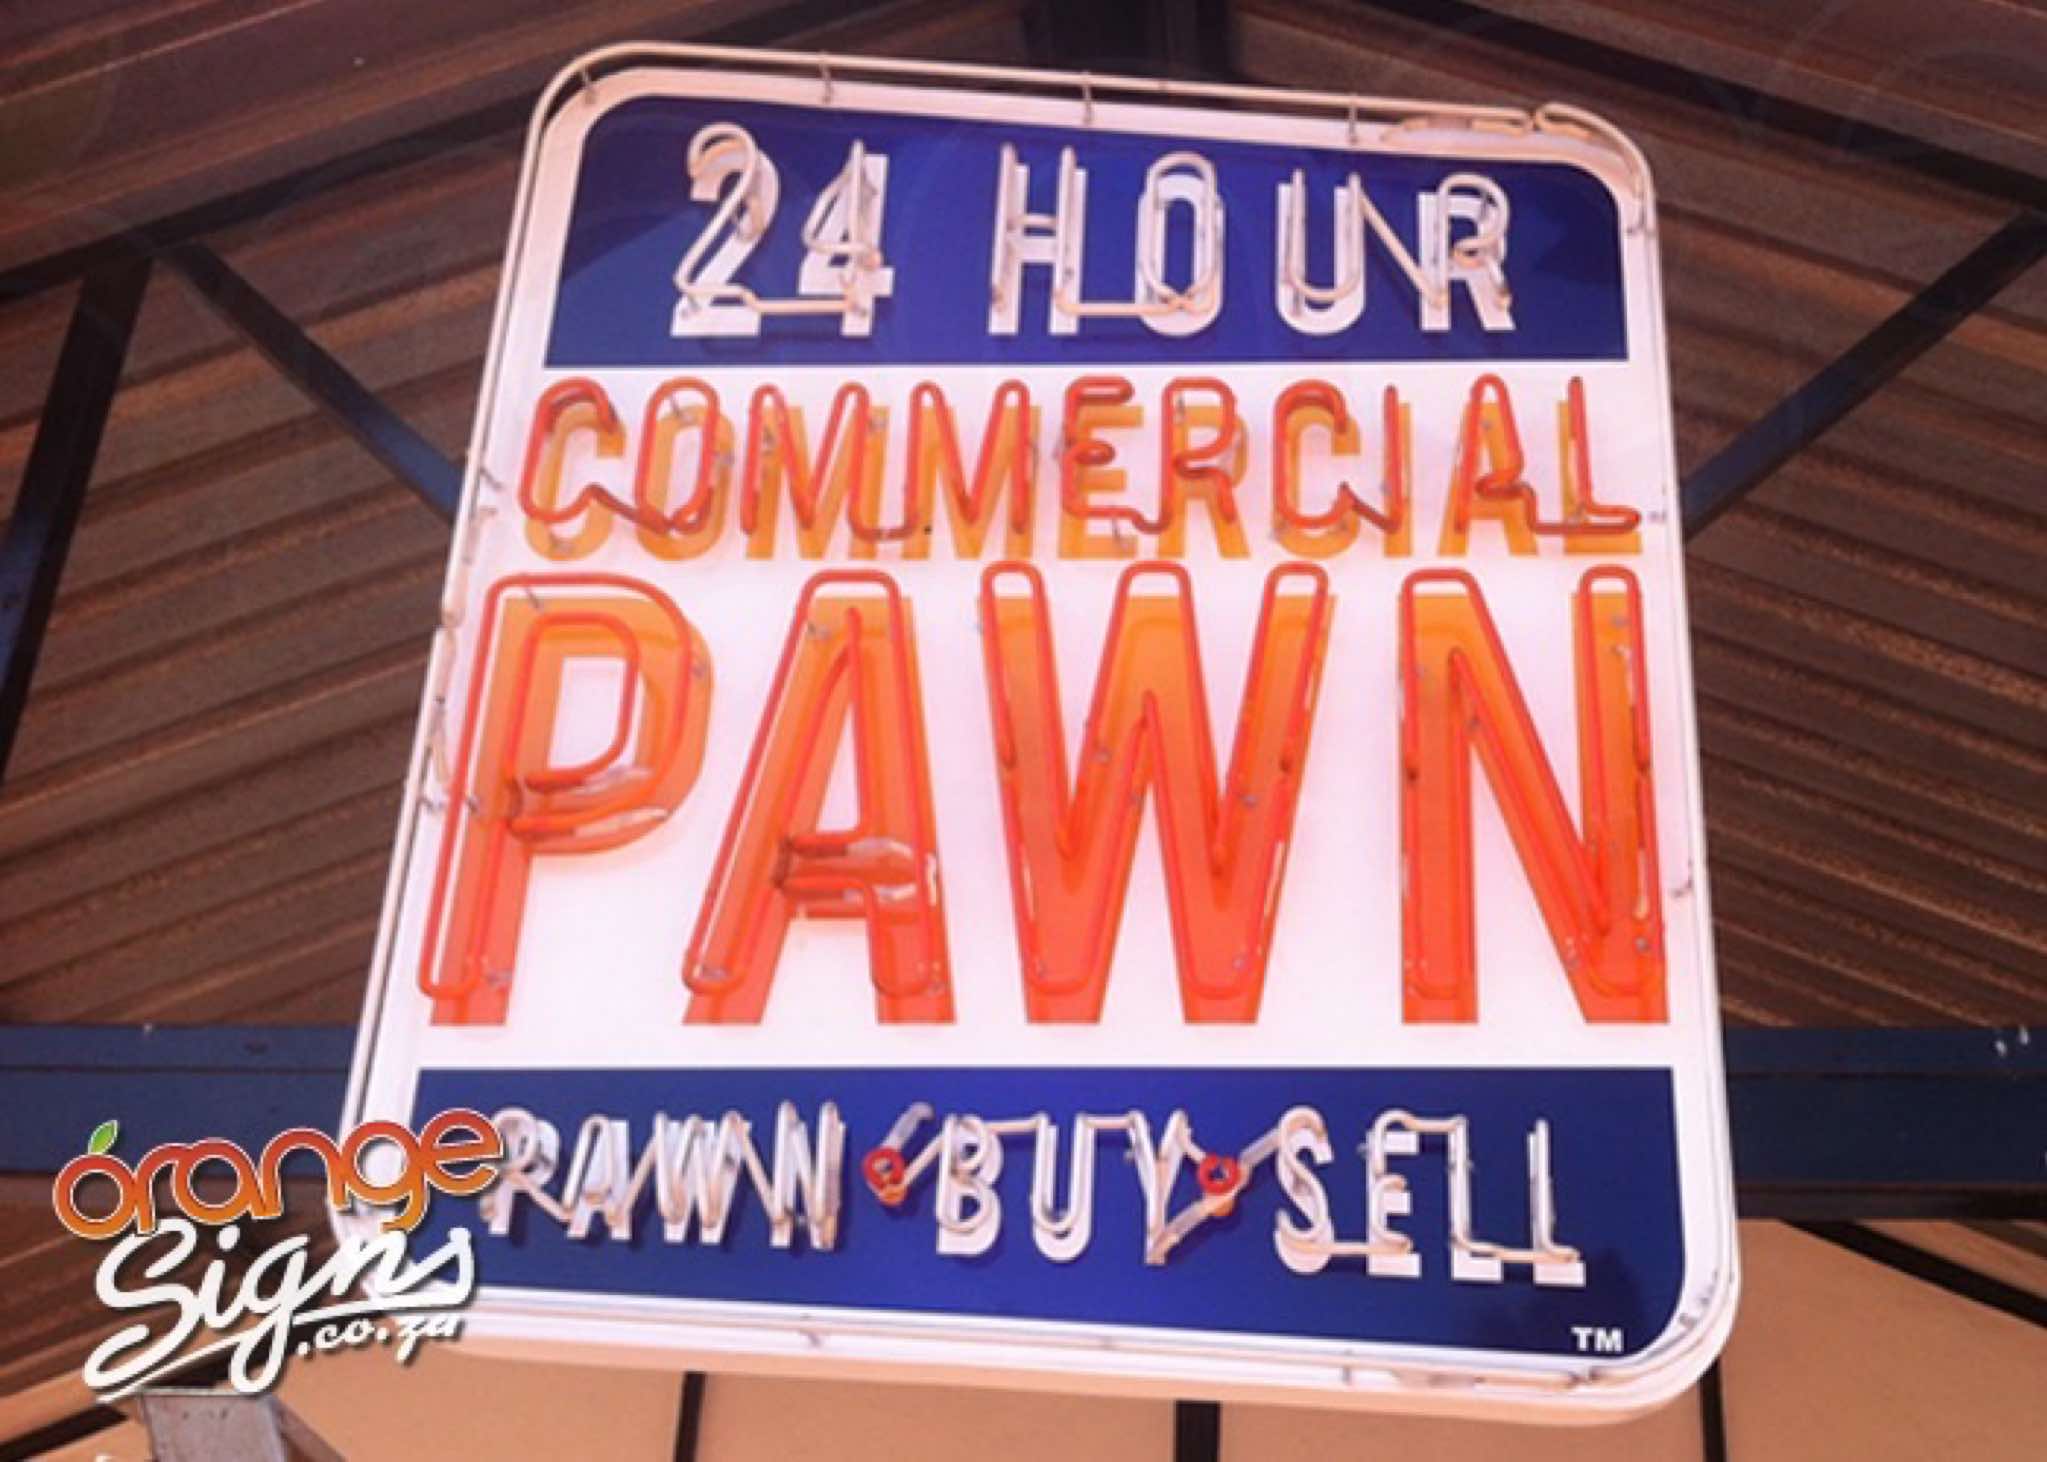 24 HOUR
COMMERCIAL
PAWN
PAWN BUY SELL
TM
orange
Signs
.co.za